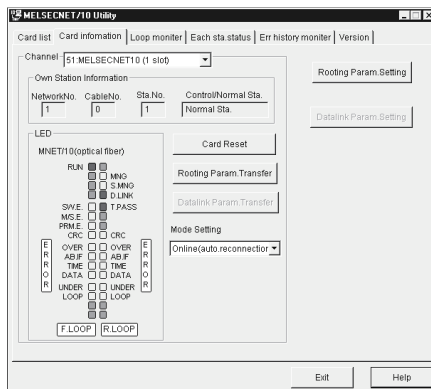 MELSECNET/10 Utility
Card list Card infomation Loop moniter Each sta.status Err history moniter Version
Channel 51:MELSECNET10 (1 slot)
Rooting Param.Setting
Own Station Information
NetworkNo. CableNo. Sta.No. Control/Normal Sta.
1 0 1 Normal Sta.
Datalink Param.Setting
LED
MNET/10(optical fiber)
Card Reset
RUN
MNG
S.MNG
D.LINK
Rooting Param.Transfer
SW.E. T.PASS
M/S.E.
PRM.E.
CRC CRC
Datalink Param.Transfer
Mode Setting
Online(auto.reconnection
ERROR ERROR
OVER OVER
AB.IF AB.IF
TIME TIME
DATA DATA
UNDER UNDER
LOOP LOOP
F.LOOP R.LOOP
Exit Help